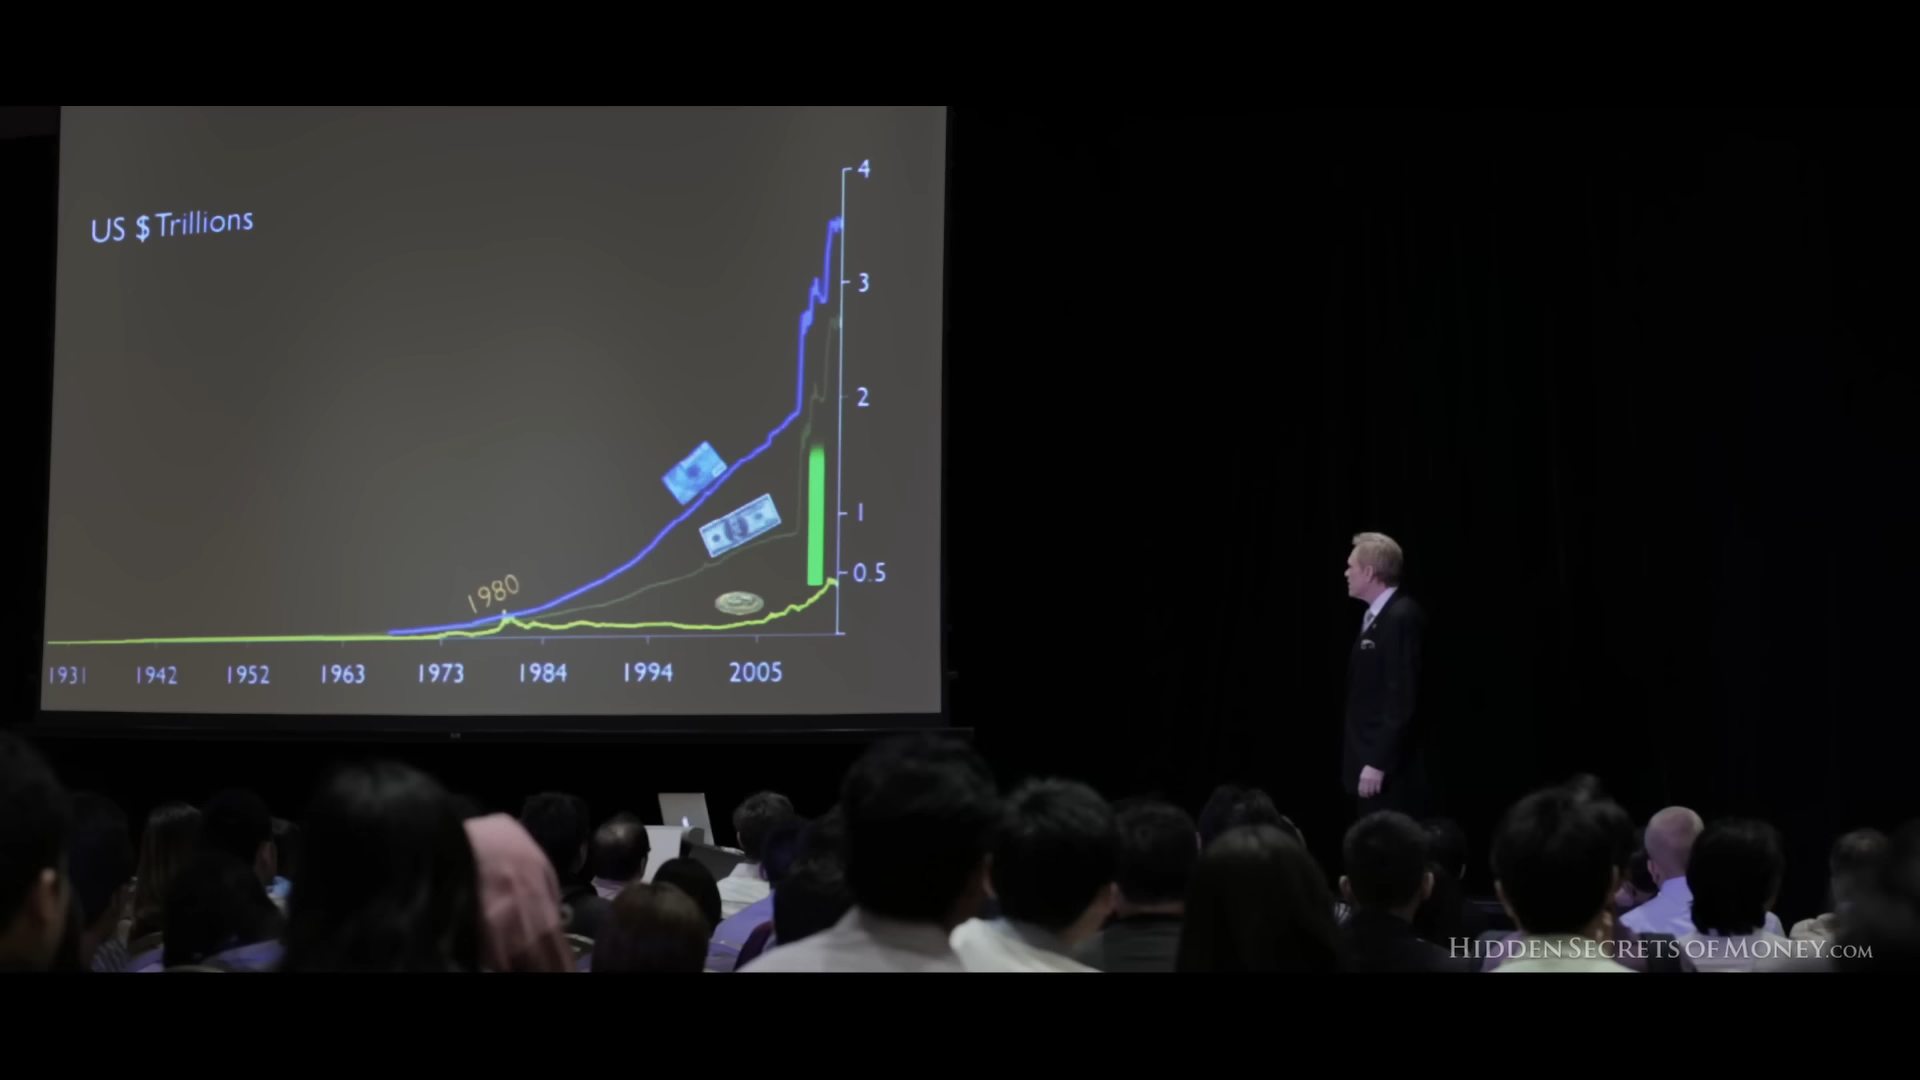 US $ Trillions
4
3
2
1
0.5
1980
1931 1942 1952 1963 1973 1984 1994 2005
HIDDEN SECRETS OF MONEY.COM